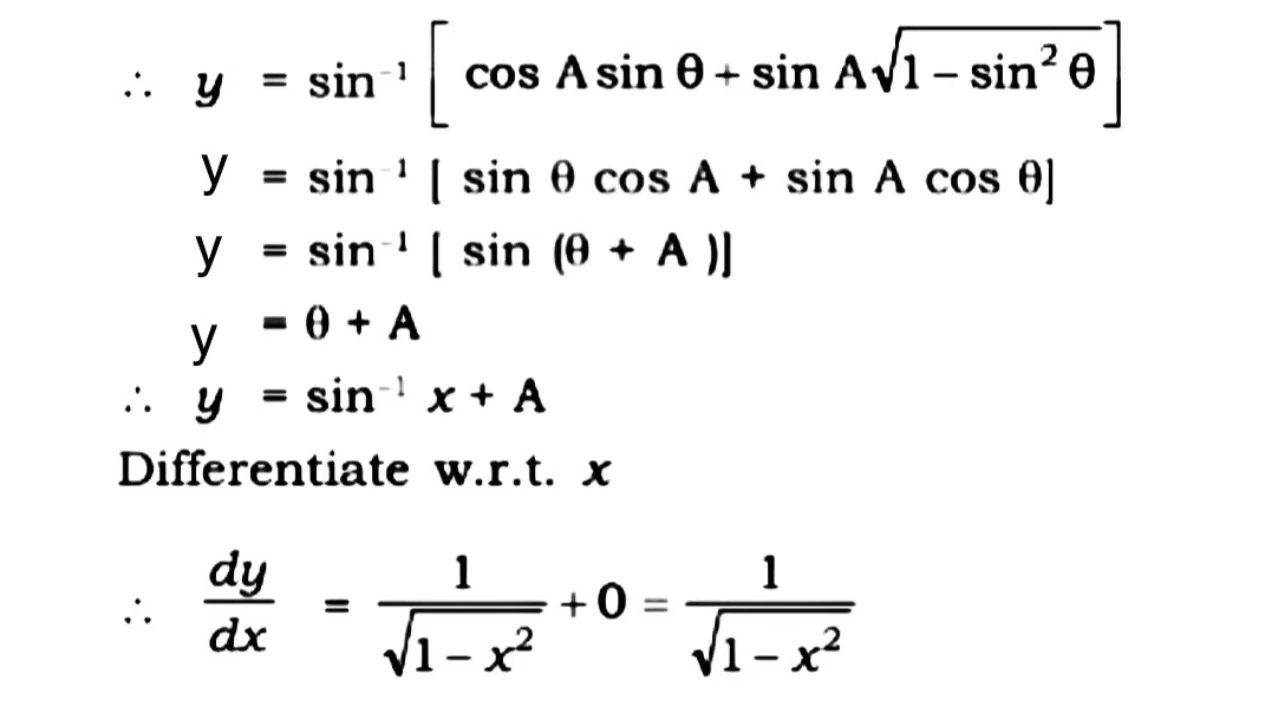 ∴ y = sin⁻¹ [ cos A sin θ + sin A√(1 – sin² θ) ]
y = sin⁻¹ [ sin θ cos A + sin A cos θ]
y = sin⁻¹ [ sin (θ + A )]
y = θ + A
∴ y = sin⁻¹ x + A
Differentiate w.r.t. x
∴ dy/dx = 1/√(1 – x²) + 0 = 1/√(1 – x²)